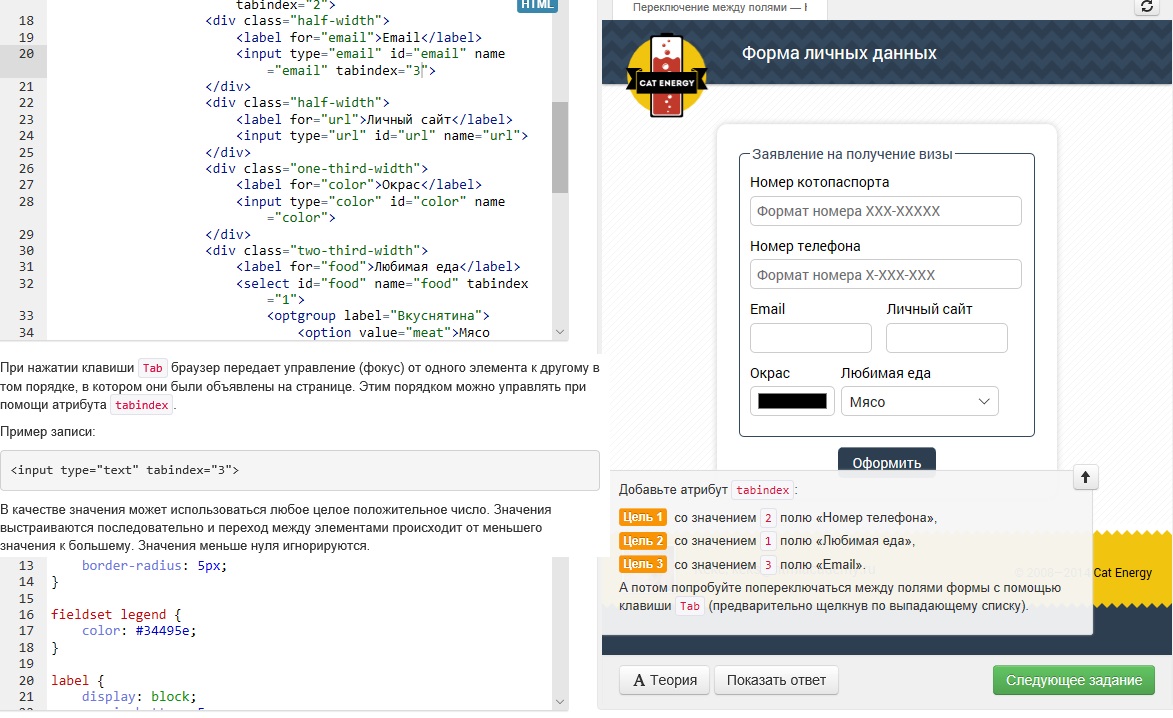 tabindex="2">
HTML
18 <div class="half-width">
19 <label for="email">Email</label>
20 <input type="email" id="email" name
="email" tabindex="3">
21 </div>
22 <div class="half-width">
23 <label for="url">Личный сайт</label>
24 <input type="url" id="url" name="url">
25 </div>
26 <div class="one-third-width">
27 <label for="color">Окрас</label>
28 <input type="color" id="color" name
="color">
29 </div>
30 <div class="two-third-width">
31 <label for="food">Любимая еда</label>
32 <select id="food" name="food" tabindex
="1">
33 <optgroup label="Вкуснятина">
34 <option value="meat">Мясо
При нажатии клавиши Tab браузер передает управление (фокус) от одного элемента к другому в
том порядке, в котором они были объявлены на странице. Этим порядком можно управлять при
помощи атрибута tabindex.
Пример записи:
<input type="text" tabindex="3">
В качестве значения может использоваться любое целое положительное число. Значения
выстраиваются последовательно и переход между элементами происходит от меньшего
значения к большему. Значения меньше нуля игнорируются.
13 border-radius: 5px;
14 }
15
16 fieldset legend {
17 color: #34495e;
18 }
19
20 label {
21 display: block;
Переключение между полями —
Форма личных данных
CAT ENERGY
Заявление на получение визы
Номер котопаспорта
Формат номера XXX-XXXXX
Номер телефона
Формат номера X-XXX-XXX
Email Личный сайт
Окрас Любимая еда
Мясо
Оформить
Добавьте атрибут tabindex:
Цель 1 со значением 2 полю «Номер телефона»,
Цель 2 со значением 1 полю «Любимая еда»,
Цель 3 со значением 3 полю «Email».
Cat Energy
А потом попробуйте попереключаться между полями формы с помощью
клавиши Tab (предварительно щелкнув по выпадающему списку).
A Теория
Показать ответ
Следующее задание